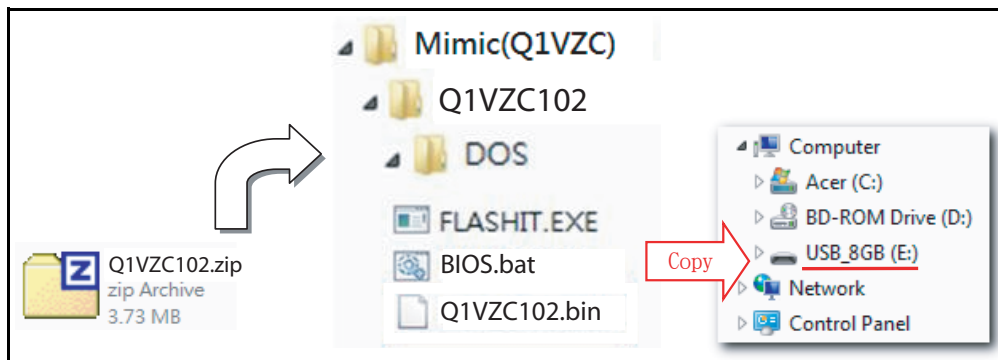 Q1VZC102.zip
zip Archive
3.73 MB
Mimic(Q1VZC)
Q1VZC102
DOS
FLASHIT.EXE
BIOS.bat
Q1VZC102.bin
Copy
Computer
Acer (C:)
BD-ROM Drive (D:)
USB_8GB (E:)
Network
Control Panel